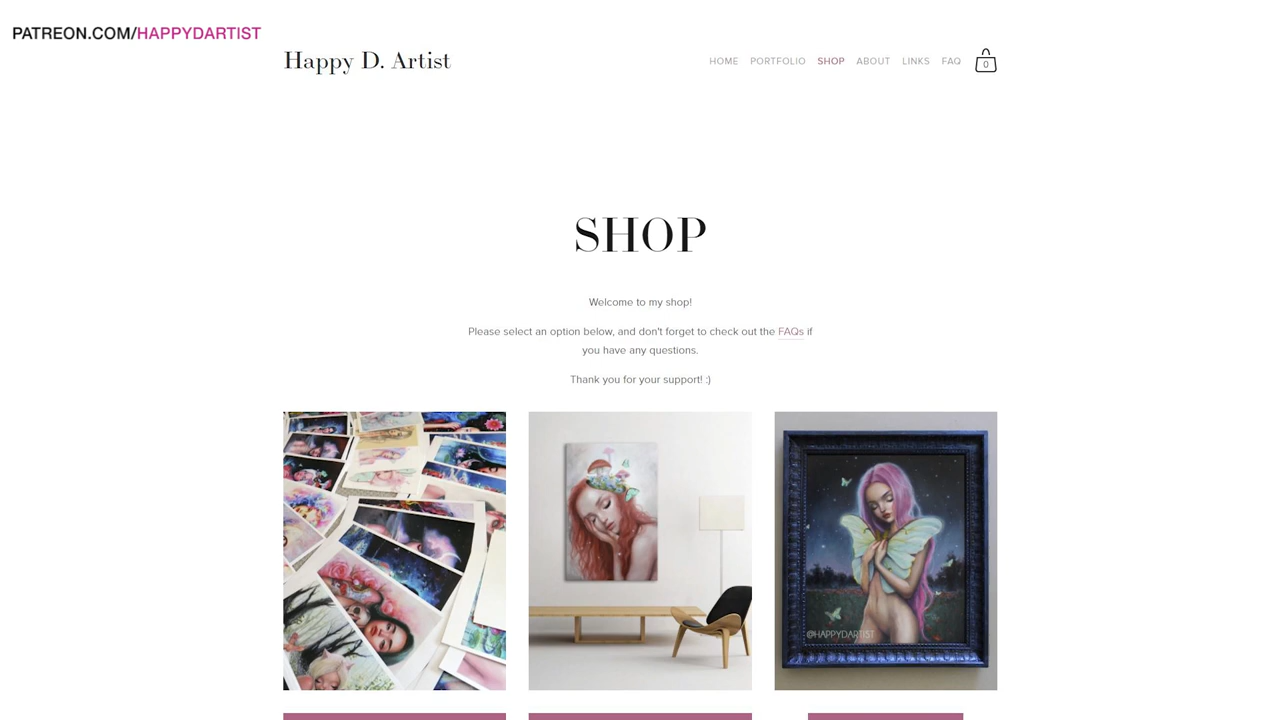 PATREON.COM/HAPPYDARTIST
Happy D. Artist
HOME PORTFOLIO SHOP ABOUT LINKS FAQ 0
SHOP
Welcome to my shop!
Please select an option below, and don't forget to check out the FAQs if
you have any questions.
Thank you for your support! :)
@HAPPYDARTIST